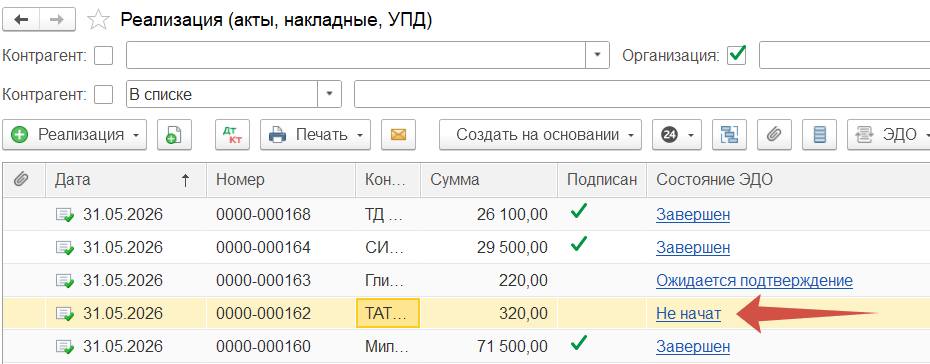 Реализация (акты, накладные, УПД)
Контрагент: Организация:
Контрагент: В списке
Реализация ДТ КТ Печать Создать на основании 24 ЭДО
Дата ↑ Номер Кон... Сумма Подписан Состояние ЭДО
31.05.2026 0000-000168 ТД ... 26 100,00 Завершен
31.05.2026 0000-000164 СИ... 29 500,00 Завершен
31.05.2026 0000-000163 Гли... 220,00 Ожидается подтверждение
31.05.2026 0000-000162 ТАТ... 320,00 Не начат
31.05.2026 0000-000160 Мил... 71 500,00 Завершен